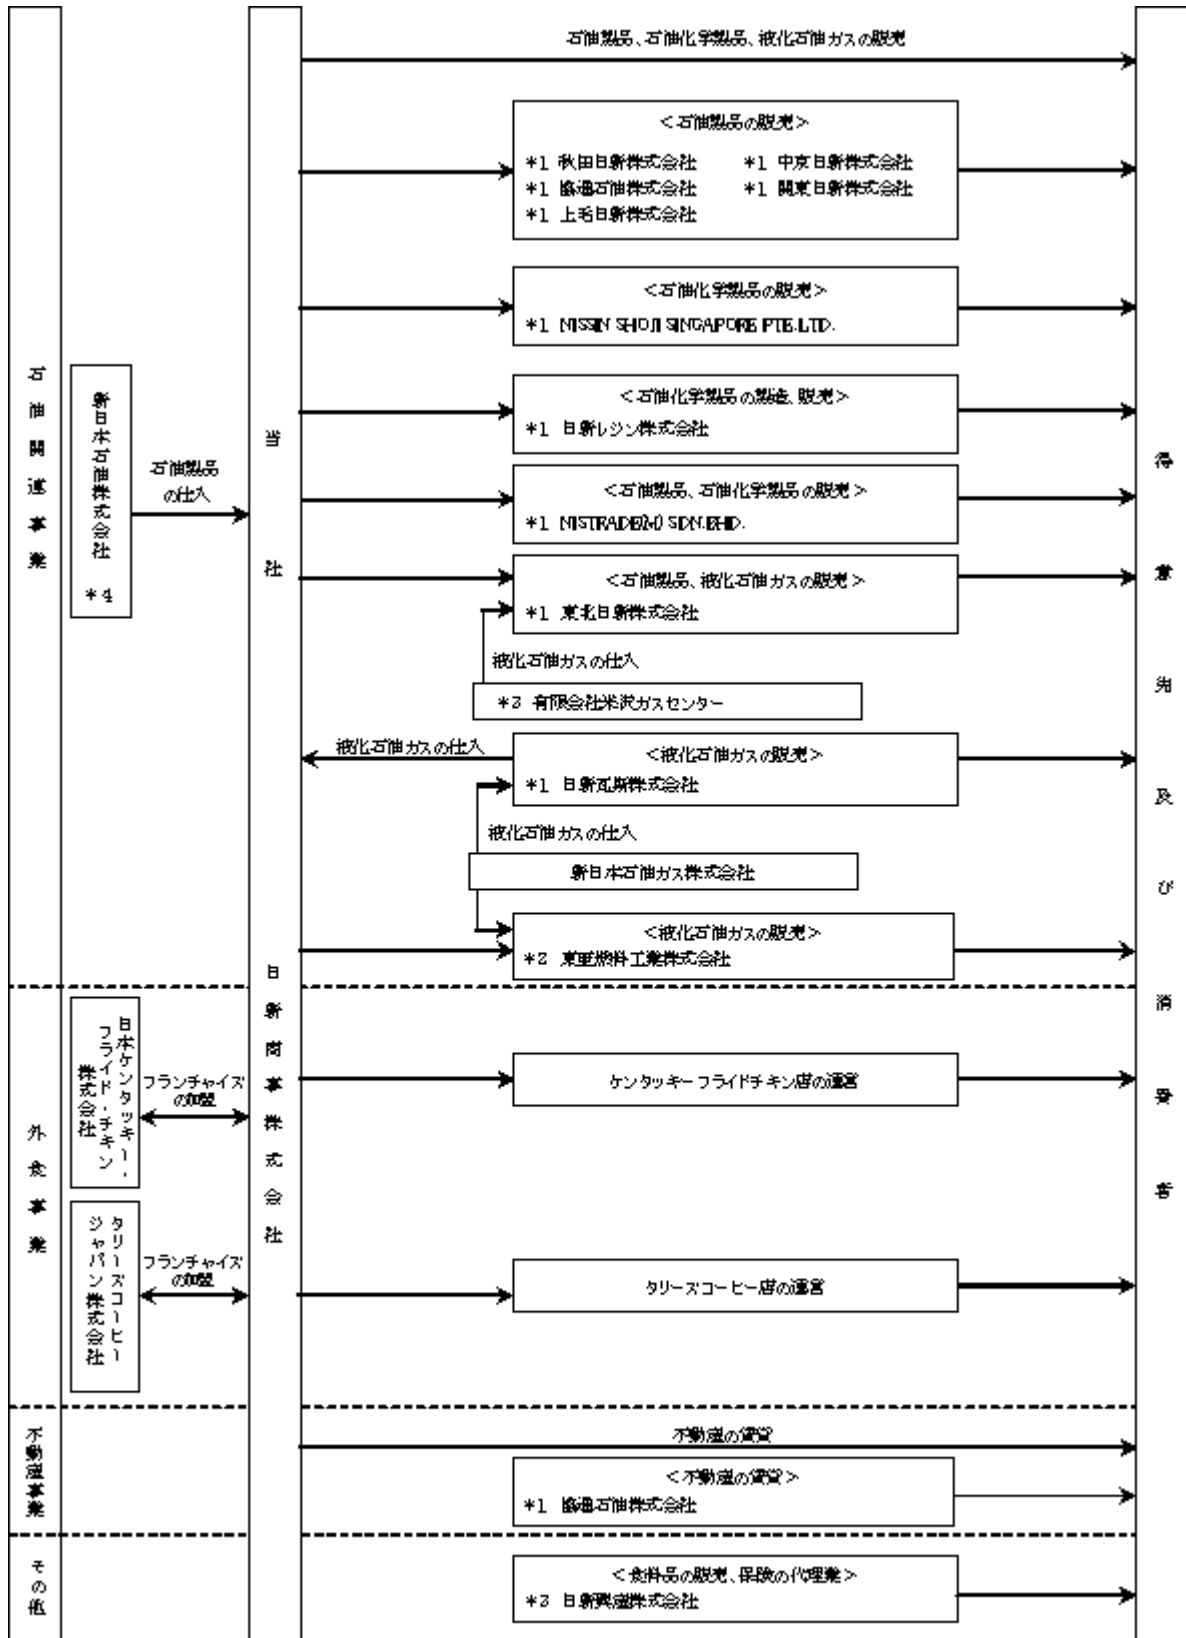 石油関連事業
新日本石油株式会社
*4
石油製品
の仕入
当社
日新商事株式会社
石油製品、石油化学製品、液化石油ガスの販売
＜石油製品の販売＞
*1 秋田日新株式会社
*1 中京日新株式会社
*1 協通石油株式会社
*1 関東日新株式会社
*1 上毛日新株式会社
＜石油化学製品の販売＞
*1 NISSIN SHOJI SINGAPORE PTE.LTD.
＜石油化学製品の製造、販売＞
*1 日新レジン株式会社
＜石油製品、石油化学製品の販売＞
*1 NISTRADE(M) SDN.BHD.
＜石油製品、液化石油ガスの販売＞
*1 東北日新株式会社
液化石油ガスの仕入
*3 有限会社米沢ガスセンター
液化石油ガスの仕入
＜液化石油ガスの販売＞
*1 日新瓦斯株式会社
液化石油ガスの仕入
新日本石油ガス株式会社
＜液化石油ガスの販売＞
*2 東亜燃料工業株式会社
得意先及び消費者
外食事業
日本ケンタッキー・
フライド・チキン
株式会社
フランチャイズ
の加盟
ケンタッキーフライドチキン店の運営
タリーズコーヒー
ジャパン株式会社
フランチャイズ
の加盟
タリーズコーヒー店の運営
不動産事業
不動産の賃貸
＜不動産の賃貸＞
*1 協通石油株式会社
その他
＜食料品の販売、保険の代理業＞
*3 日新興産株式会社